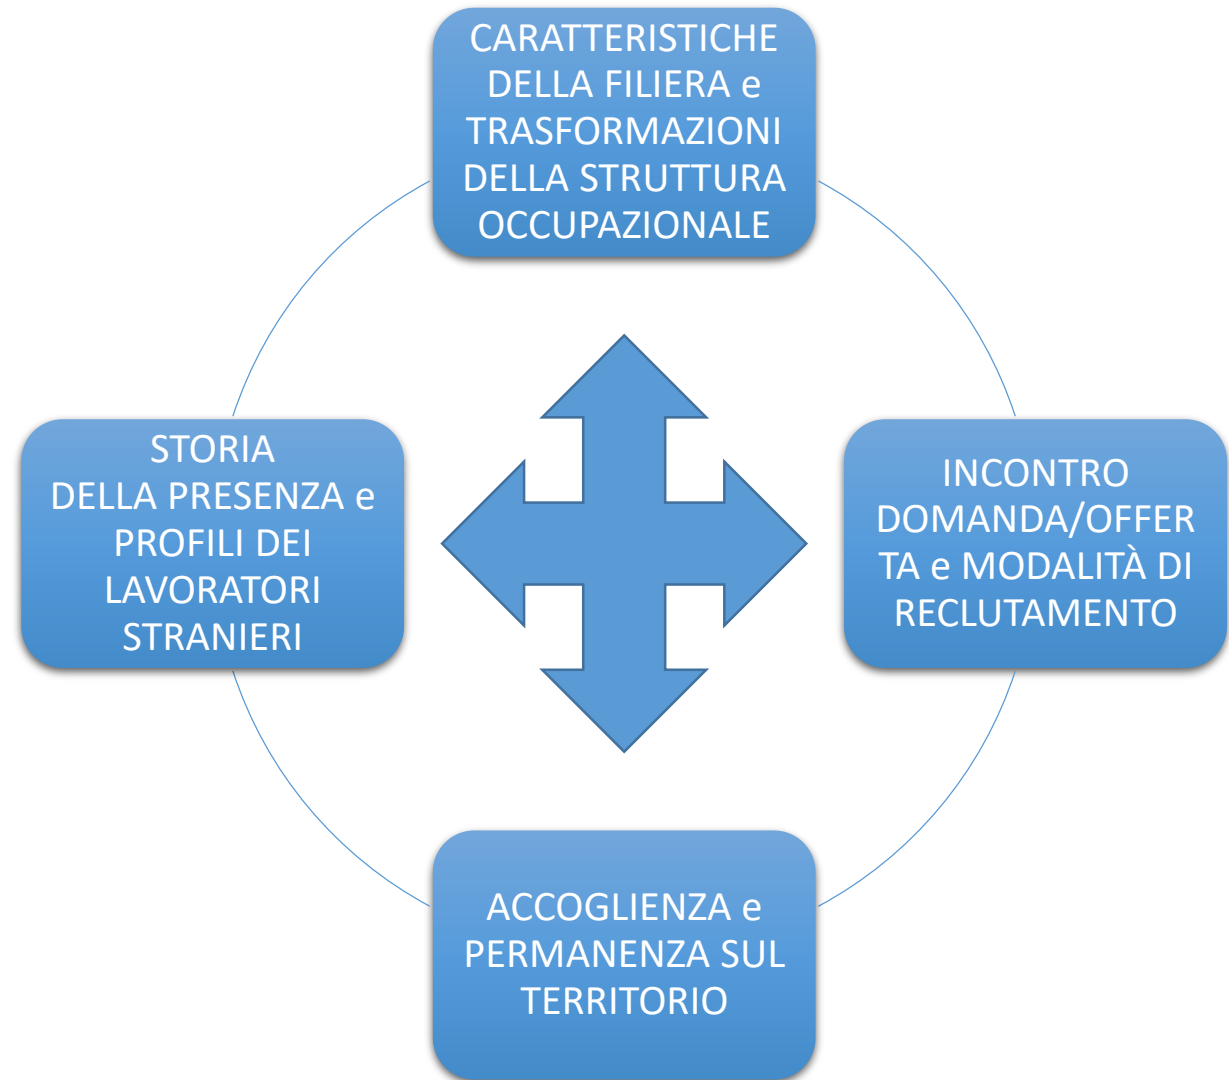 CARATTERISTICHE
DELLA FILIERA e
TRASFORMAZIONI
DELLA STRUTTURA
OCCUPAZIONALE
STORIA
DELLA PRESENZA e
PROFILI DEI
LAVORATORI
STRANIERI
INCONTRO
DOMANDA/OFFER
TA e MODALITÀ DI
RECLUTAMENTO
ACCOGLIENZA e
PERMANENZA SUL
TERRITORIO